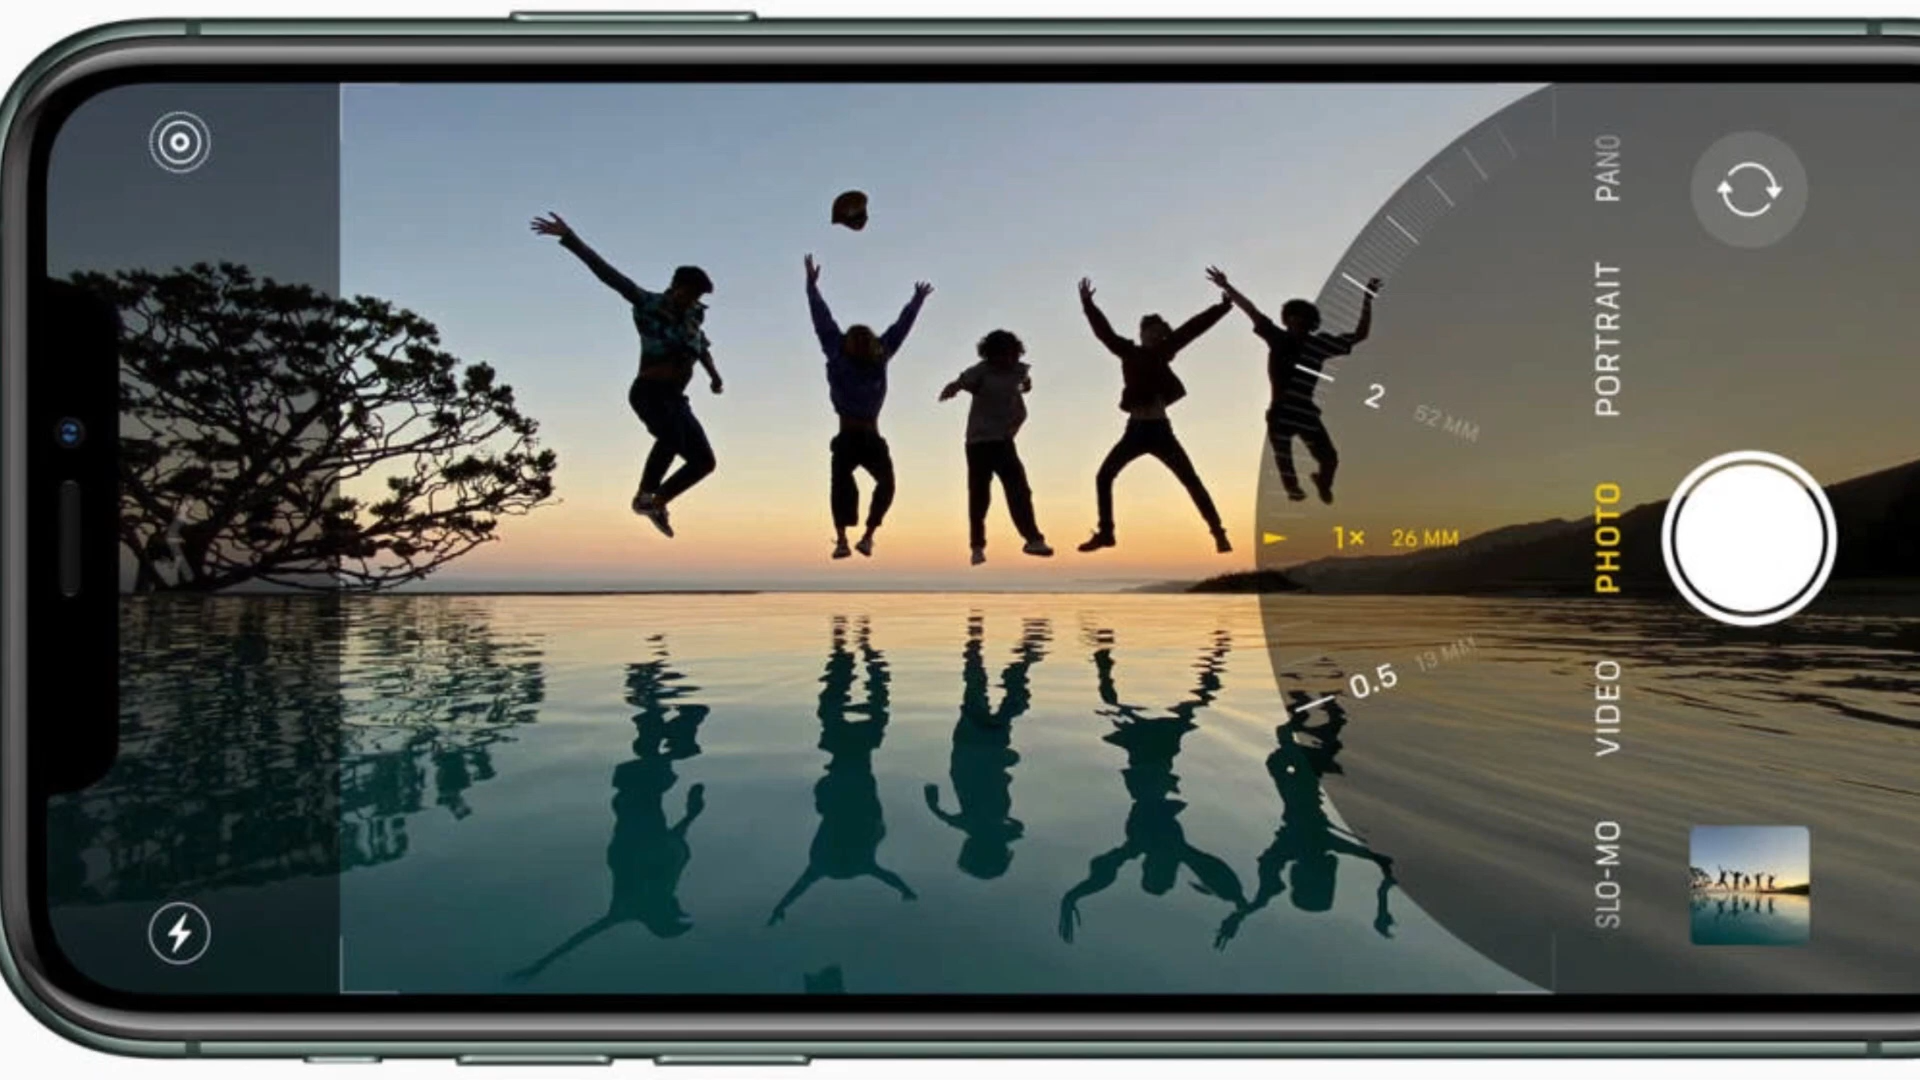 2 52 MM
1× 26 MM
0.5 13 MM
PANO
PORTRAIT
PHOTO
VIDEO
SLO-MO